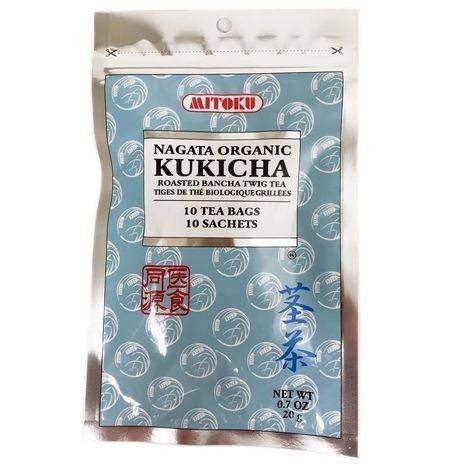 MITOKU
NAGATA ORGANIC
KUKICHA
ROASTED BANCHA TWIG TEA
TIGES DE THÉ BIOLOGIQUE GRILLÉES
10 TEA BAGS
10 SACHETS
医食
同源
茎茶
NET WT
0.7 OZ
20 g